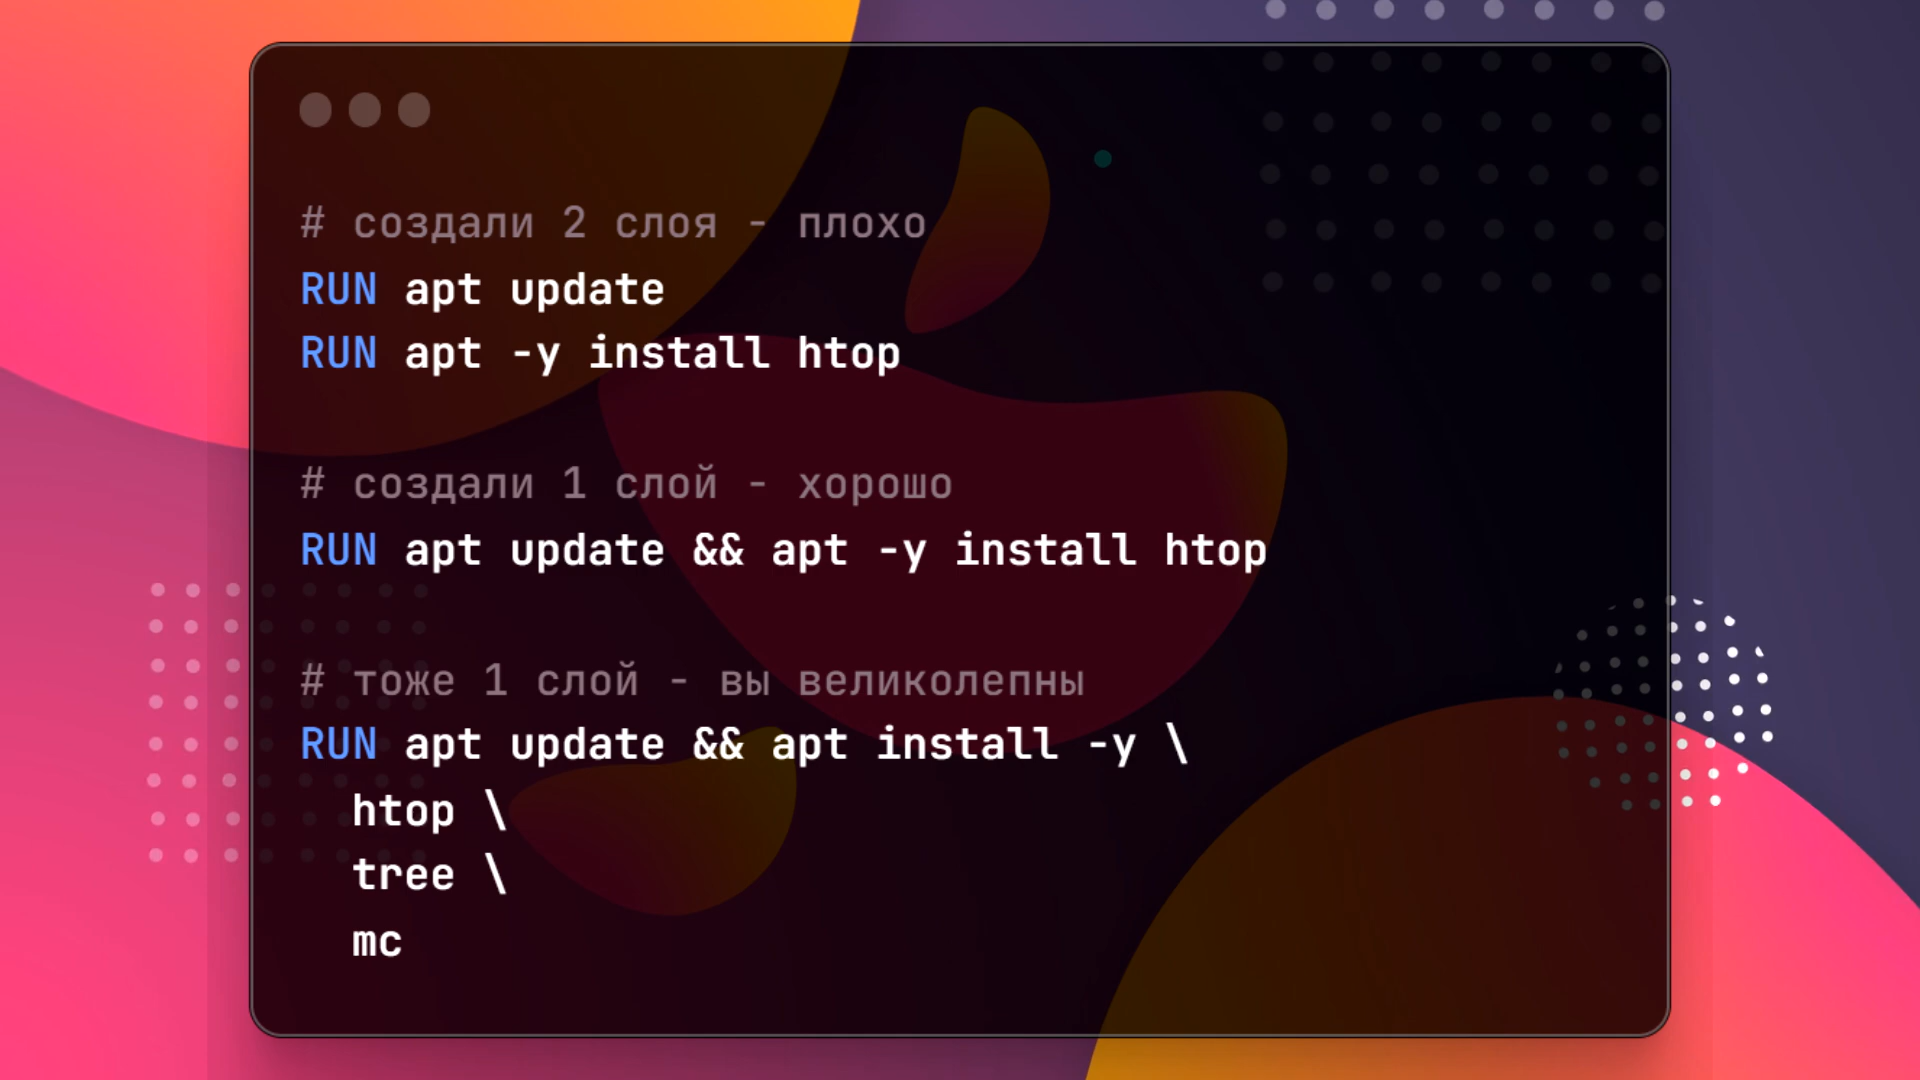 # создали 2 слоя - плохо
RUN apt update
RUN apt -y install htop
# создали 1 слой - хорошо
RUN apt update && apt -y install htop
# тоже 1 слой - вы великолепны
RUN apt update && apt install -y \
htop \
tree \
mc